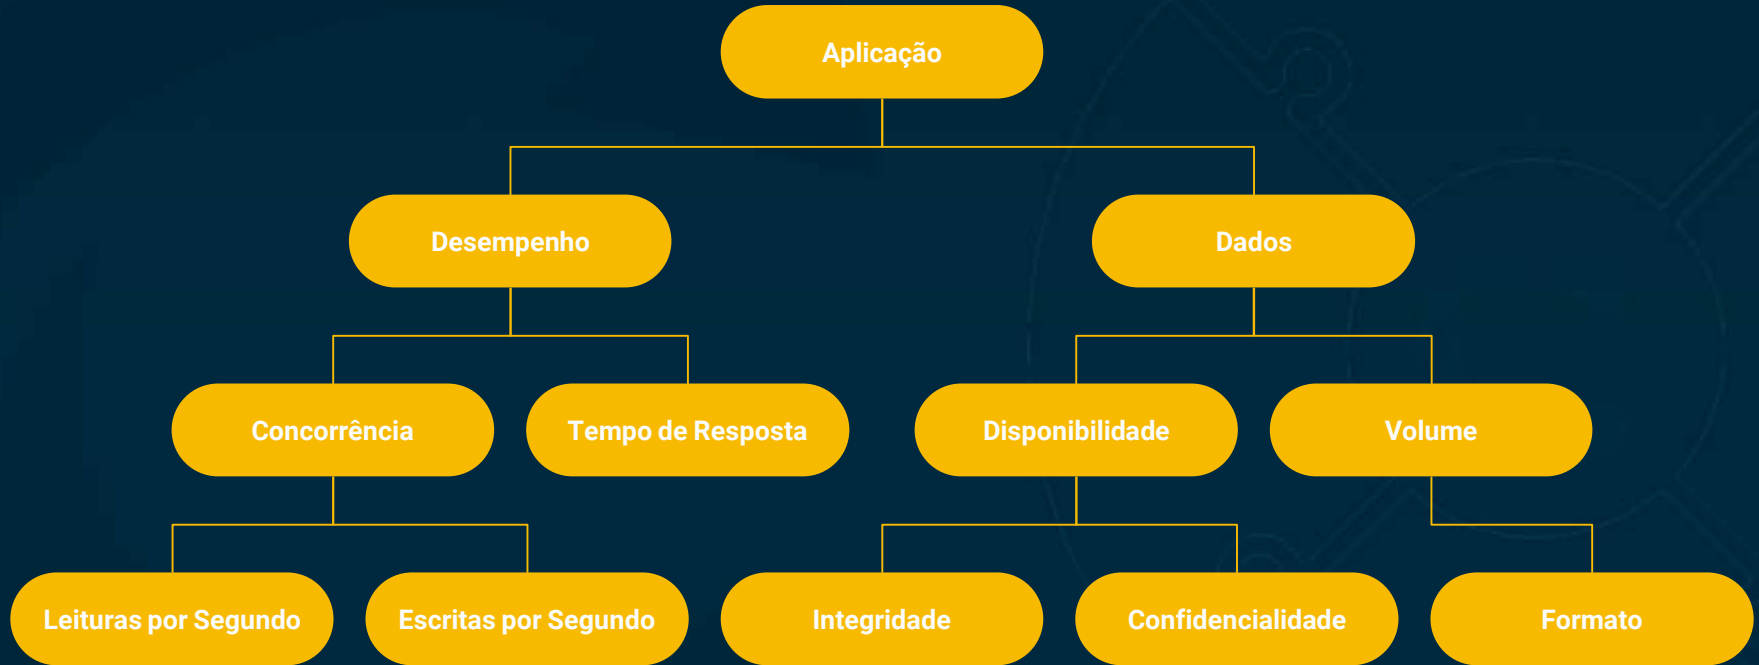 Aplicação
Desempenho
Dados
Concorrência
Tempo de Resposta
Disponibilidade
Volume
Leituras por Segundo
Escritas por Segundo
Integridade
Confidencialidade
Formato